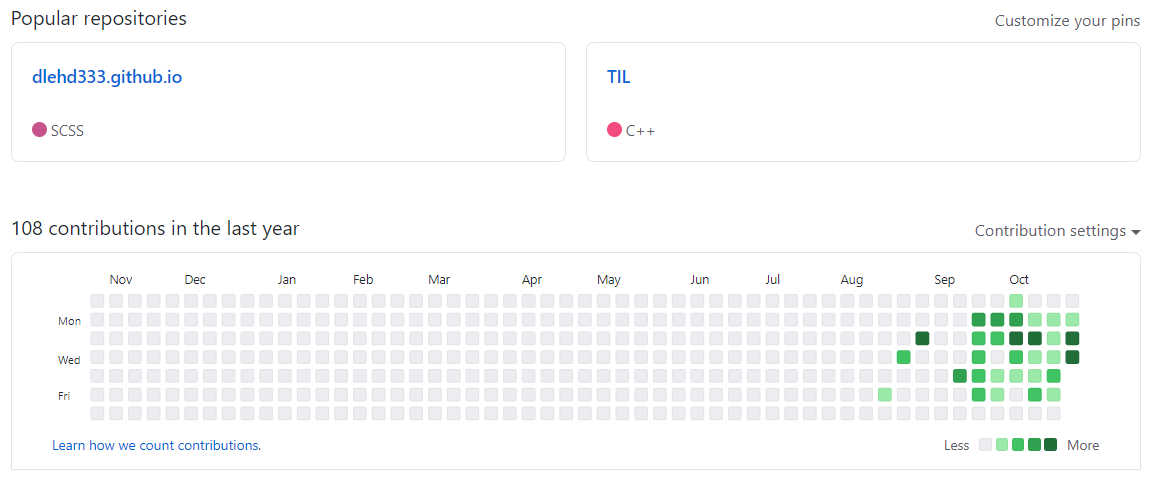 Popular repositories
Customize your pins
dlehd333.github.io
TIL
SCSS
C++
108 contributions in the last year
Contribution settings
Nov Dec Jan Feb Mar Apr May Jun Jul Aug Sep Oct
Mon
Wed
Fri
Learn how we count contributions.
Less More